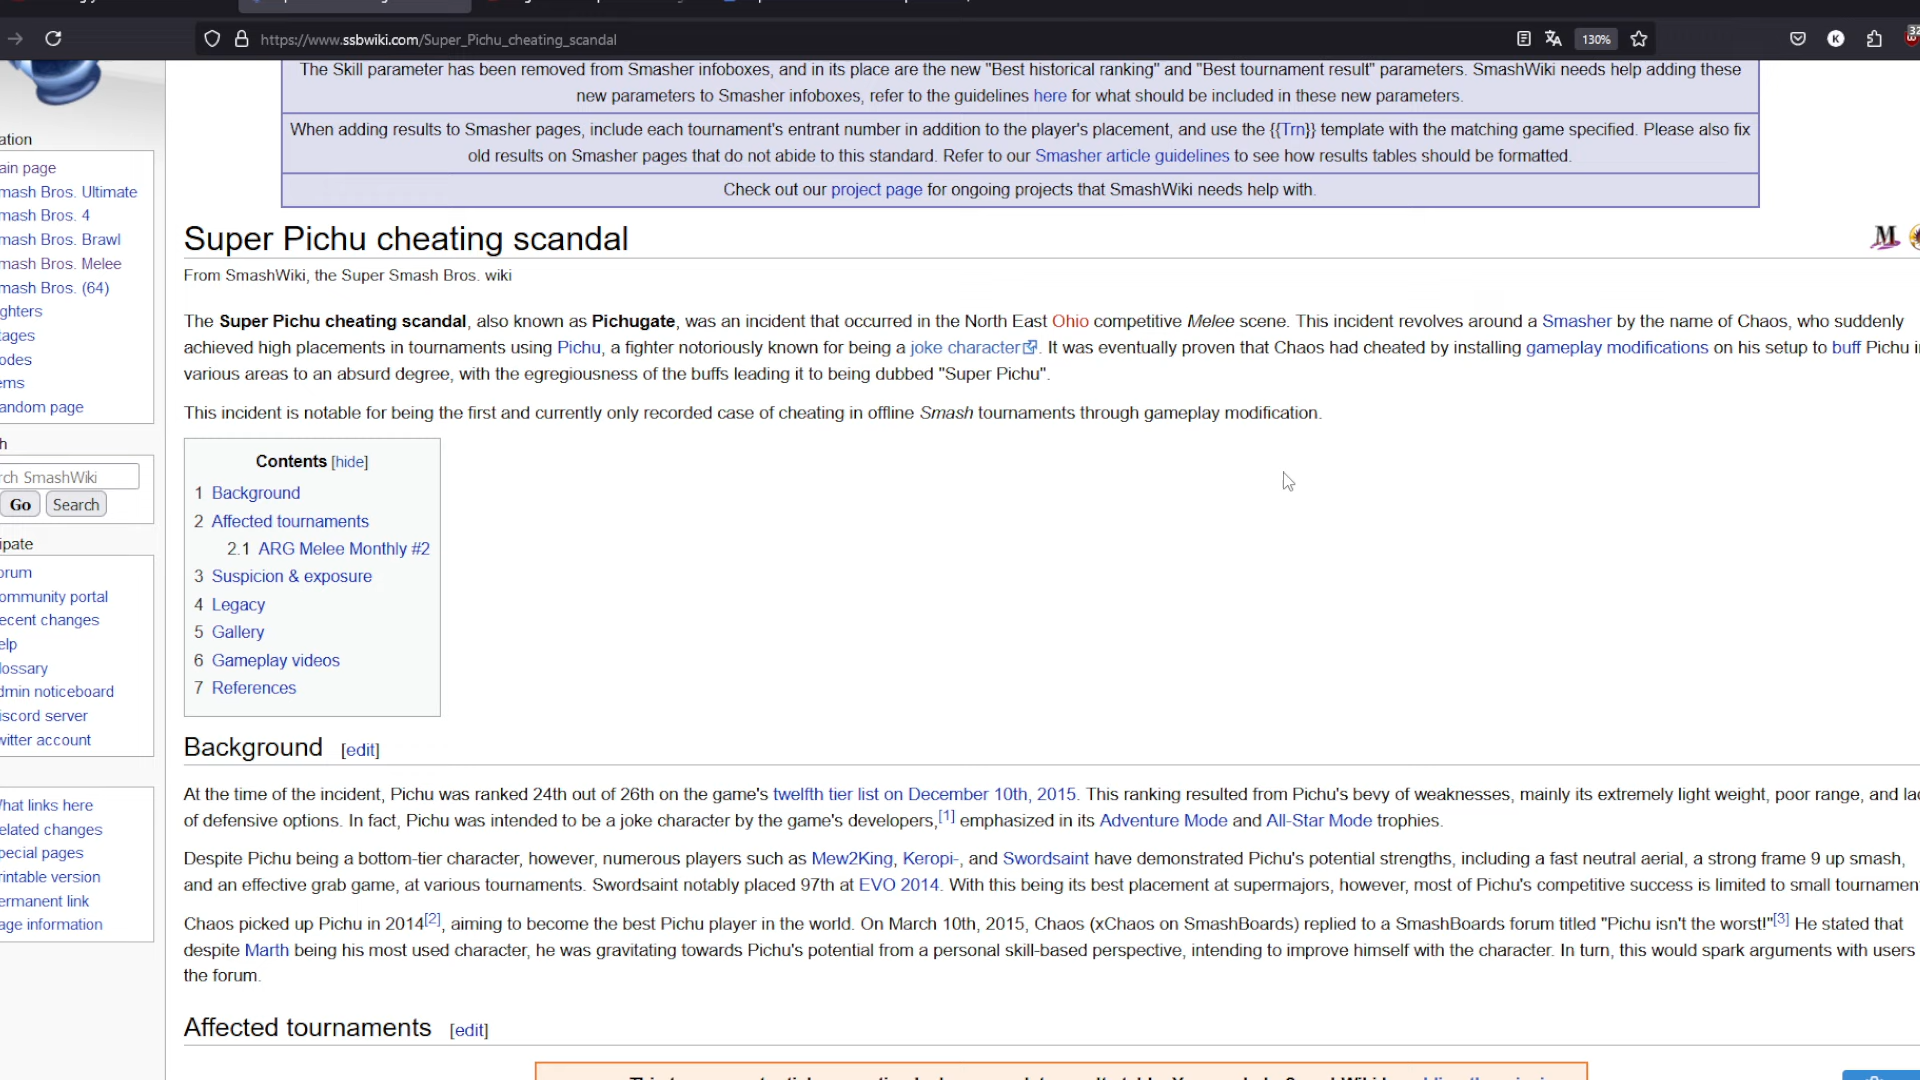 https://www.ssbwiki.com/Super_Pichu_cheating_scandal
130%
K
32
The Skill parameter has been removed from Smasher infoboxes, and in its place are the new "Best historical ranking" and "Best tournament result" parameters. SmashWiki needs help adding these
new parameters to Smasher infoboxes, refer to the guidelines here for what should be included in these new parameters.
When adding results to Smasher pages, include each tournament's entrant number in addition to the player's placement, and use the {{Trn}} template with the matching game specified. Please also fix
old results on Smasher pages that do not abide to this standard. Refer to our Smasher article guidelines to see how results tables should be formatted.
Check out our project page for ongoing projects that SmashWiki needs help with.
ation
ain page
mash Bros. Ultimate
mash Bros. 4
mash Bros. Brawl
mash Bros. Melee
mash Bros. (64)
ghters
tages
odes
ems
andom page
h
rch SmashWiki
Go Search
ipate
orum
ommunity portal
ecent changes
elp
lossary
dmin noticeboard
iscord server
witter account
hat links here
elated changes
pecial pages
rintable version
ermanent link
age information
Super Pichu cheating scandal
M
From SmashWiki, the Super Smash Bros. wiki
The Super Pichu cheating scandal, also known as Pichugate, was an incident that occurred in the North East Ohio competitive Melee scene. This incident revolves around a Smasher by the name of Chaos, who suddenly
achieved high placements in tournaments using Pichu, a fighter notoriously known for being a joke character. It was eventually proven that Chaos had cheated by installing gameplay modifications on his setup to buff Pichu i
various areas to an absurd degree, with the egregiousness of the buffs leading it to being dubbed "Super Pichu".
This incident is notable for being the first and currently only recorded case of cheating in offline Smash tournaments through gameplay modification.
Contents [hide]
1 Background
2 Affected tournaments
2.1 ARG Melee Monthly #2
3 Suspicion & exposure
4 Legacy
5 Gallery
6 Gameplay videos
7 References
Background [edit]
At the time of the incident, Pichu was ranked 24th out of 26th on the game's twelfth tier list on December 10th, 2015. This ranking resulted from Pichu's bevy of weaknesses, mainly its extremely light weight, poor range, and lac
of defensive options. In fact, Pichu was intended to be a joke character by the game's developers,[1] emphasized in its Adventure Mode and All-Star Mode trophies.
Despite Pichu being a bottom-tier character, however, numerous players such as Mew2King, Keropi-, and Swordsaint have demonstrated Pichu's potential strengths, including a fast neutral aerial, a strong frame 9 up smash,
and an effective grab game, at various tournaments. Swordsaint notably placed 97th at EVO 2014. With this being its best placement at supermajors, however, most of Pichu's competitive success is limited to small tournamen
Chaos picked up Pichu in 2014[2], aiming to become the best Pichu player in the world. On March 10th, 2015, Chaos (xChaos on SmashBoards) replied to a SmashBoards forum titled "Pichu isn't the worst!"[3] He stated that
despite Marth being his most used character, he was gravitating towards Pichu's potential from a personal skill-based perspective, intending to improve himself with the character. In turn, this would spark arguments with users
the forum.
Affected tournaments [edit]